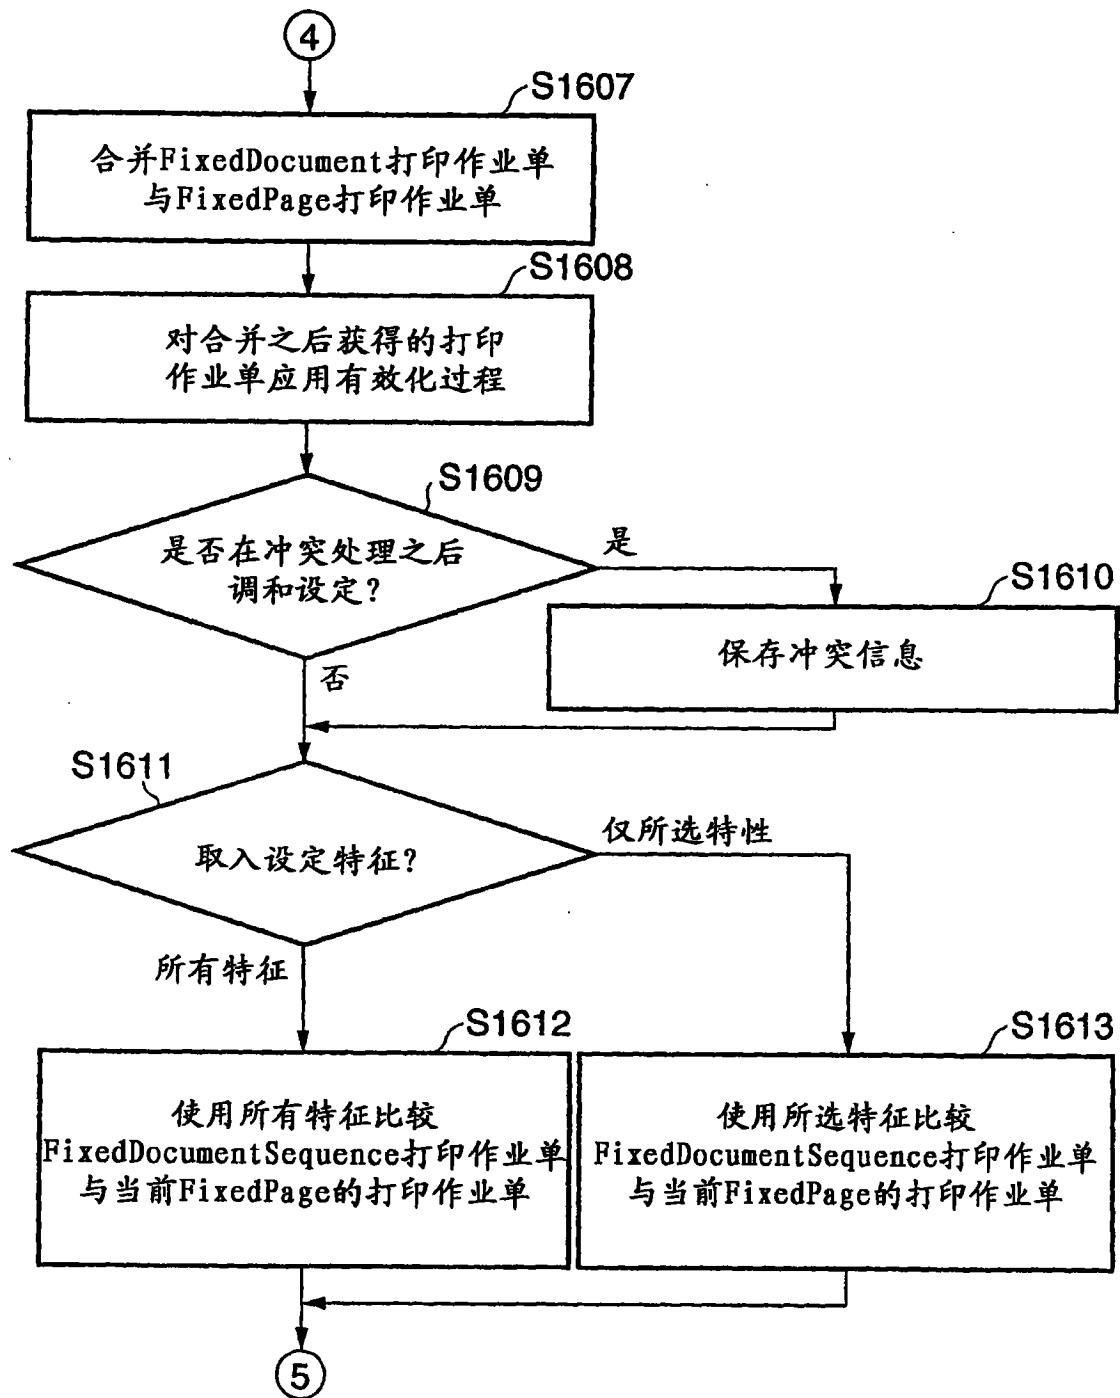 4
S1607
合并FixedDocument打印作业单
与FixedPage打印作业单
S1608
对合并之后获得的打印
作业单应用有效化过程
S1609
是否在冲突处理之后
调和设定?
是
S1610
保存冲突信息
否
S1611
取入设定特征?
仅所选特性
所有特征
S1612
使用所有特征比较
FixedDocumentSequence打印作业单
与当前FixedPage的打印作业单
S1613
使用所选特征比较
FixedDocumentSequence打印作业单
与当前FixedPage的打印作业单
5